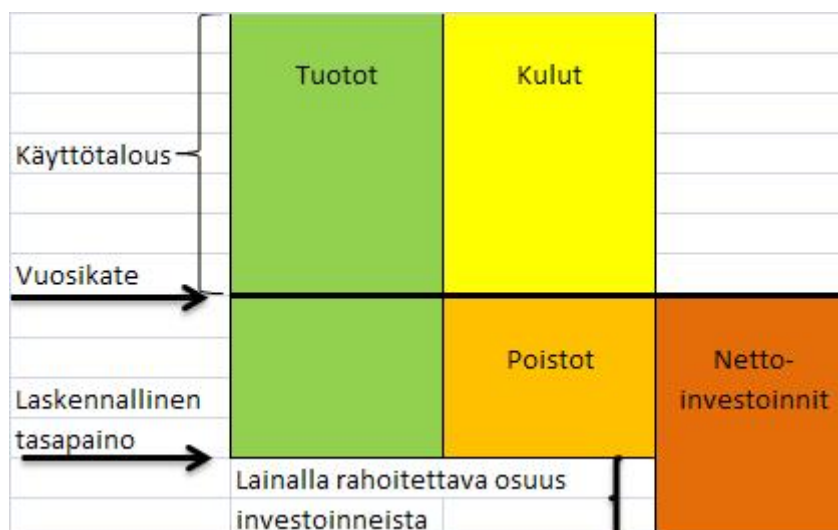 Tuotot
Kulut
Käyttötalous
Vuosikate
Poistot
Netto-
investoinnit
Laskennallinen
tasapaino
Lainalla rahoitettava osuus
investoinneista